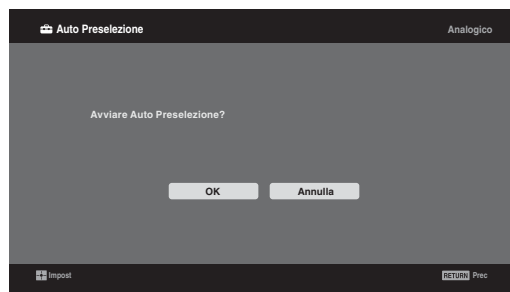 Auto Preselezione
Analogico
Avviare Auto Preselezione?
OK
Annulla
Impost
RETURN Prec